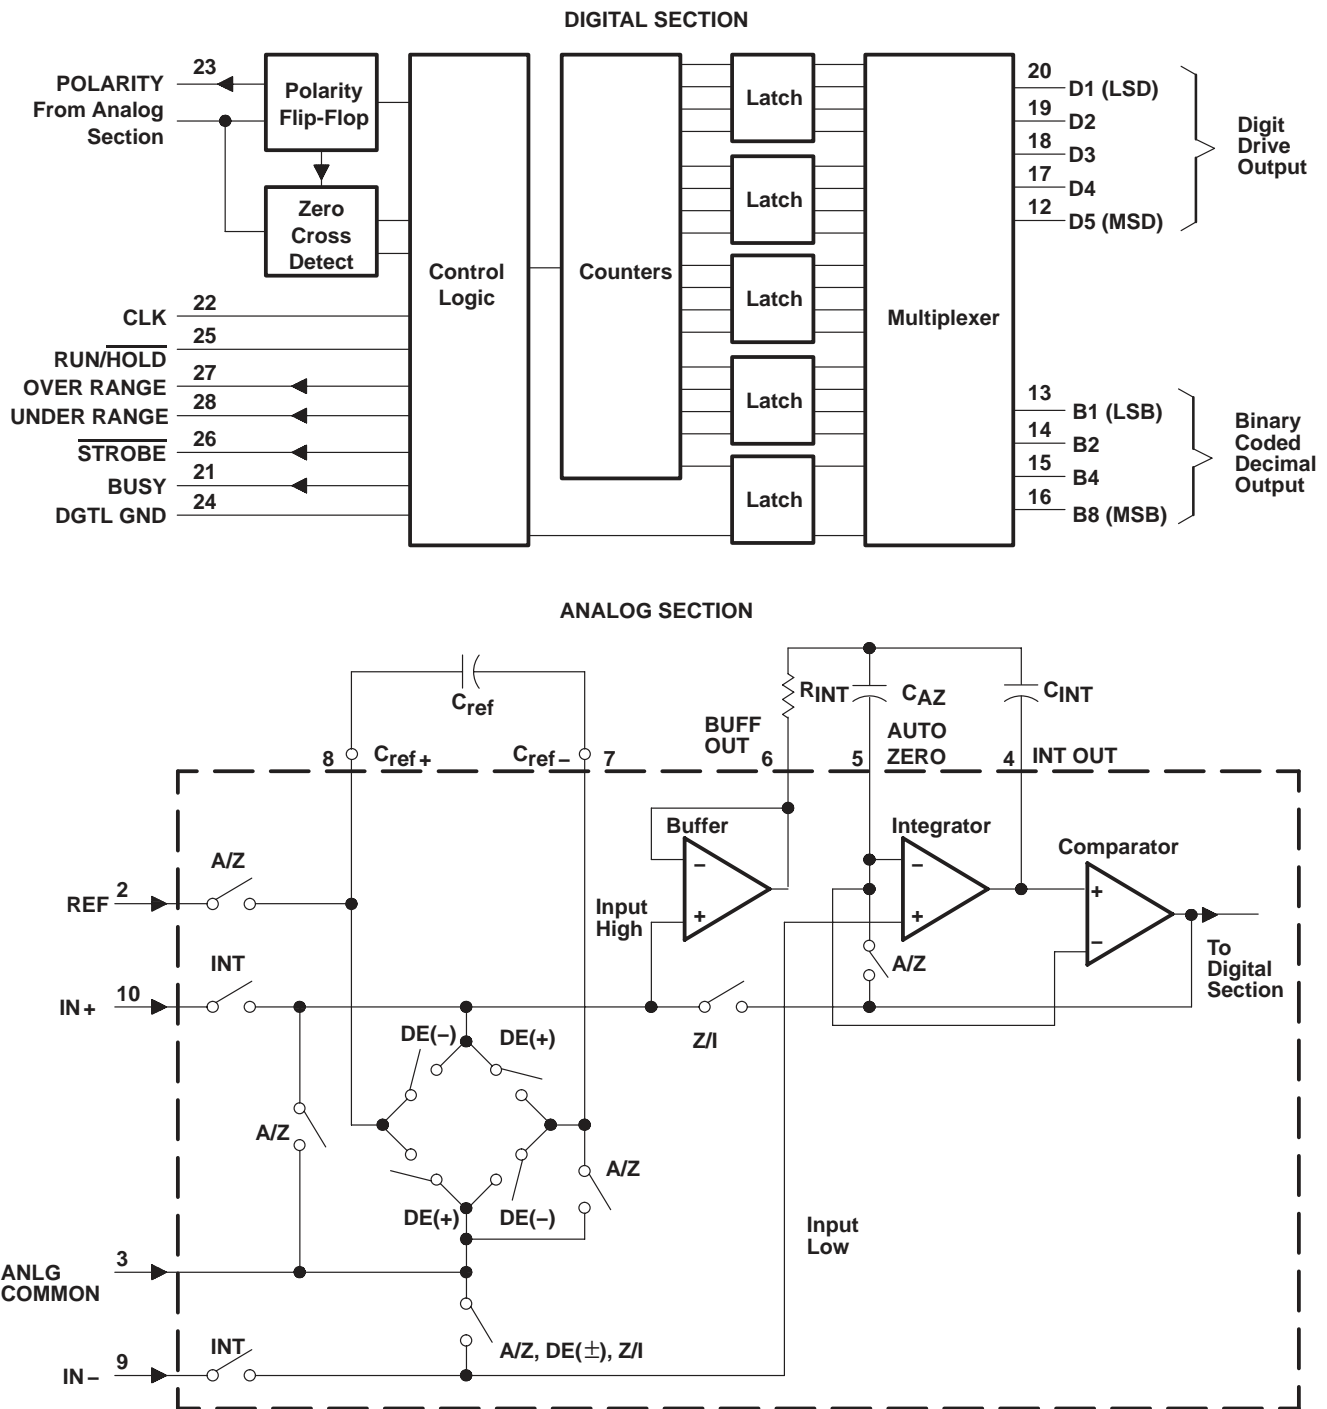 DIGITAL SECTION
POLARITY
23
From Analog
Section
Polarity
Flip-Flop
Zero
Cross
Detect
CLK
22
RUN/HOLD
25
OVER RANGE
27
UNDER RANGE
28
STROBE
26
BUSY
21
DGTL GND
24
Control
Logic
Counters
Latch
Latch
Latch
Latch
Latch
Multiplexer
20
D1 (LSD)
19
D2
18
D3
17
D4
12
D5 (MSD)
Digit
Drive
Output
13
B1 (LSB)
14
B2
15
B4
16
B8 (MSB)
Binary
Coded
Decimal
Output
ANALOG SECTION
Cref
8
Cref+
Cref–
7
BUFF
OUT
6
RINT
CAZ
AUTO
ZERO
5
CINT
4
INT OUT
REF
2
A/Z
IN+
10
INT
Buffer
–
+
Input
High
Integrator
–
+
Comparator
+
–
To
Digital
Section
A/Z
Z/I
DE(–)
DE(+)
A/Z
A/Z
DE(+)
DE(–)
Input
Low
ANLG
COMMON
3
A/Z, DE(±), Z/I
IN–
9
INT